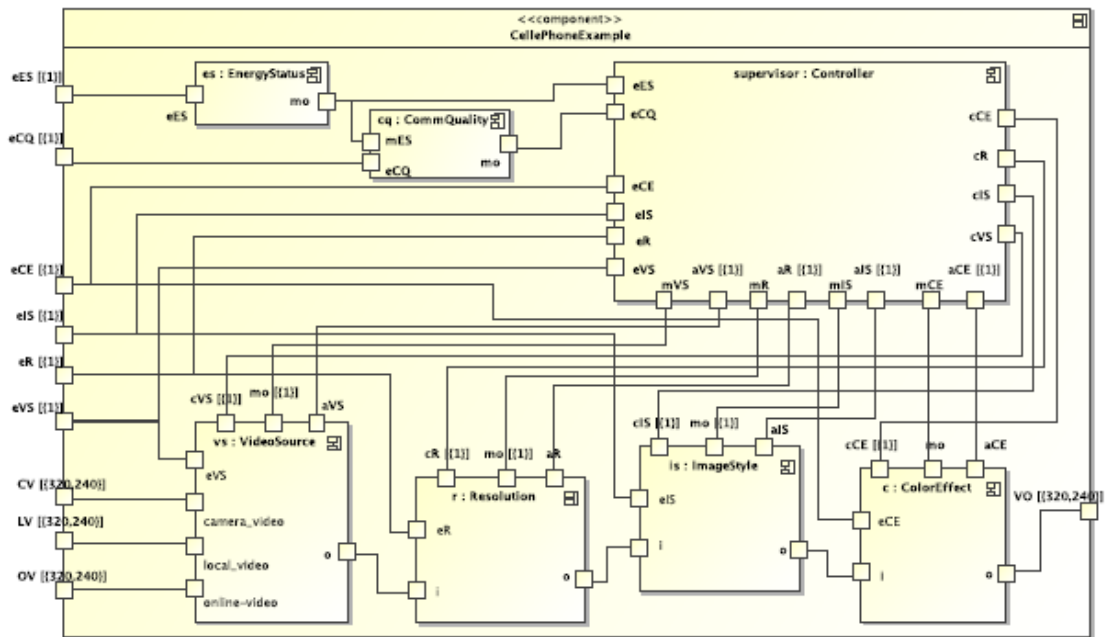 <<component>>
CellePhoneExample
eES [{1}]
es : EnergyStatus
mo
eES
supervisor : Controller
eES
eCQ
cCE
eCQ [{1}]
cq : CommQuality
mES
mo
eCQ
cR
eCE
cIS
eIS
eR
cVS
eVS
aVS [{1}]
aR [{1}]
aIS [{1}]
aCE [{1}]
mVS
mR
mIS
mCE
eCE [{1}]
eIS [{1}]
eR [{1}]
eVS [{1}]
cVS [{1}]
mo [{1}]
aVS
vs : VideoSource
eVS
camera_video
local_video
online-video
o
CV [{320,240}]
LV [{320,240}]
OV [{320,240}]
cR [{1}]
mo [{1}]
aR
r : Resolution
eR
i
o
cIS [{1}]
mo [{1}]
aIS
is : ImageStyle
eIS
i
o
cCE [{1}]
mo
aCE
c : ColorEffect
eCE
i
o
VO [{320,240}]